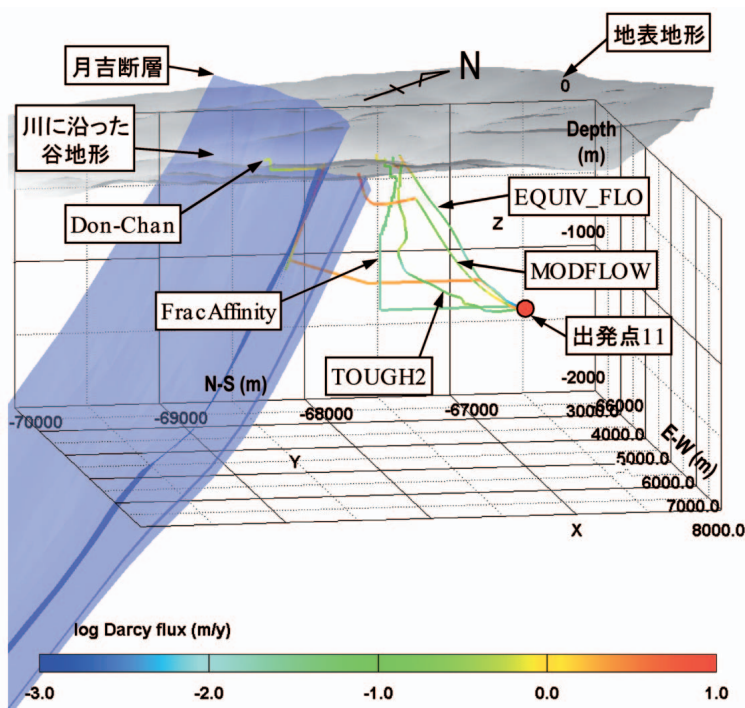 月吉断層
地表地形
N
0
川に沿った
谷地形
Depth
(m)
EQUIV_FLO
Don-Chan
Z
-1000
MODFLOW
FracAffinity
出発点11
TOUGH2
-2000
N-S (m)
-70000
-69000
-68000
-67000
-66000
3000.0
4000.0
5000.0
6000.0
7000.0
8000.0
E-W (m)
Y
X
log Darcy flux (m/y)
-3.0
-2.0
-1.0
0.0
1.0